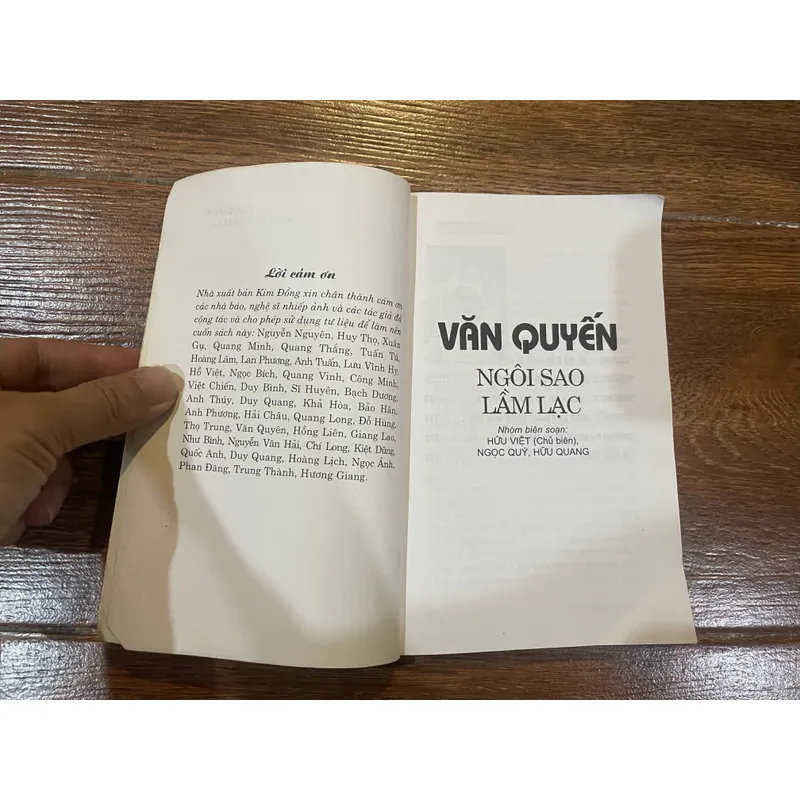 Lời cám ơn
Nhà xuất bản Kim Đồng xin chân thành cám ơn
các nhà báo, nghệ sĩ nhiếp ảnh và các tác giả đã
cộng tác và cho phép sử dụng tư liệu để làm nên
cuốn sách này: Nguyễn Nguyên, Huy Thọ, Xuân
Gụ, Quang Minh, Quang Thắng, Tuấn Tú,
Hoàng Lâm, Lan Phương, Anh Tuấn, Lưu Vĩnh Hy,
Hồ Việt, Ngọc Bích, Quang Vinh, Công Minh,
Việt Chiến, Duy Bình, Sĩ Huyên, Bạch Dương,
Anh Thúy, Duy Quang, Khả Hòa, Bảo Hân,
Anh Phương, Hải Châu, Quang Long, Đỗ Hùng,
Thọ Trung, Văn Quyên, Hồng Liên, Giang Lao,
Như Bình, Nguyễn Văn Hải, Chí Long, Kiệt Dũng,
Quốc Anh, Duy Quang, Hoàng Lịch, Ngọc Ánh,
Phan Đăng, Trung Thành, Hương Giang.
VĂN QUYẾN
NGÔI SAO
LẦM LẠC
Nhóm biên soạn:
HỮU VIỆT (Chủ biên),
NGỌC QUÝ, HỮU QUANG